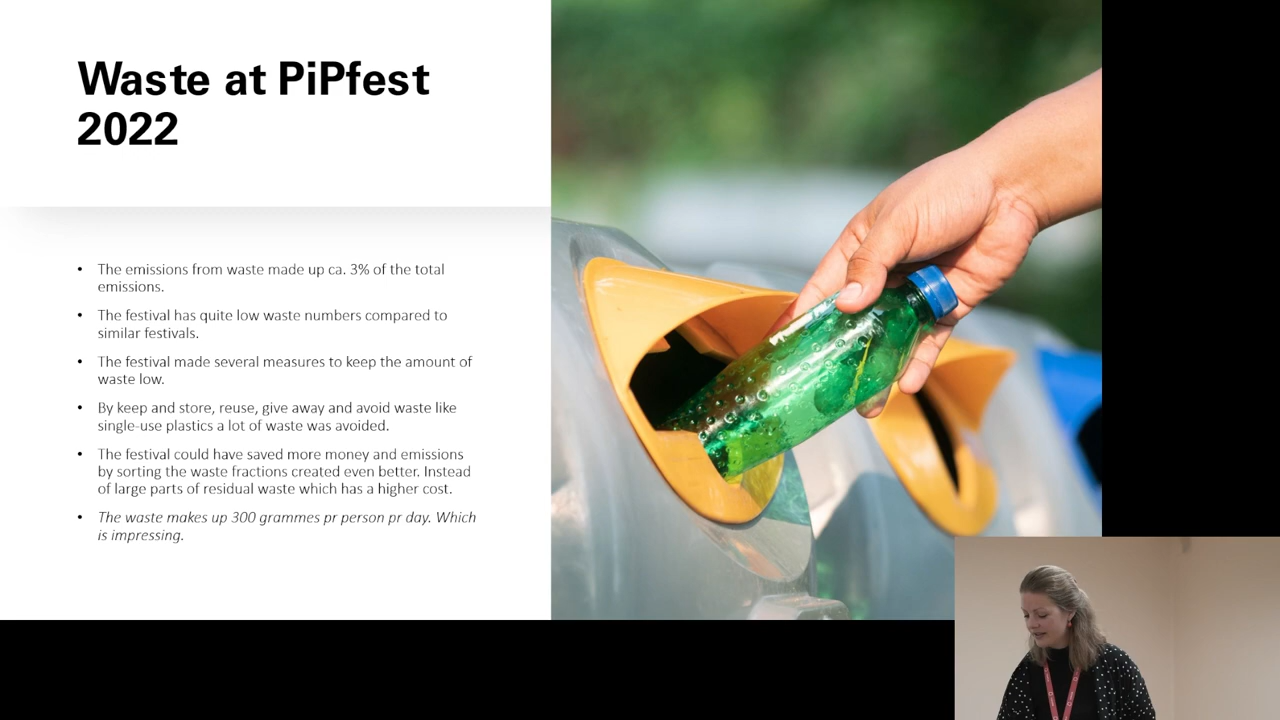 Waste at PiPfest
2022
• The emissions from waste made up ca. 3% of the total
emissions.
• The festival has quite low waste numbers compared to
similar festivals.
• The festival made several measures to keep the amount of
waste low.
• By keep and store, reuse, give away and avoid waste like
single-use plastics a lot of waste was avoided.
• The festival could have saved more money and emissions
by sorting the waste fractions created even better. Instead
of large parts of residual waste which has a higher cost.
• The waste makes up 300 grammes pr person pr day. Which
is impressing.